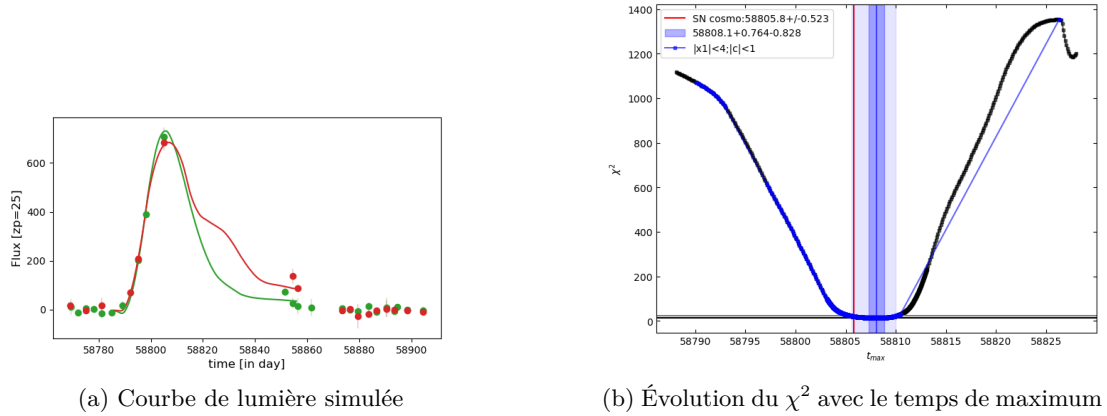 600
400
200
0
Flux [zp=25]
58780 58800 58820 58840 58860 58880 58900
time [in day]
(a) Courbe de lumière simulée
SN cosmo:58805.8+/-0.523
58808.1+0.764-0.828
|x1|<4;|c|<1
1400
1200
1000
800
600
400
200
0
χ²
58790 58795 58800 58805 58810 58815 58820 58825
t_max
(b) Évolution du χ² avec le temps de maximum